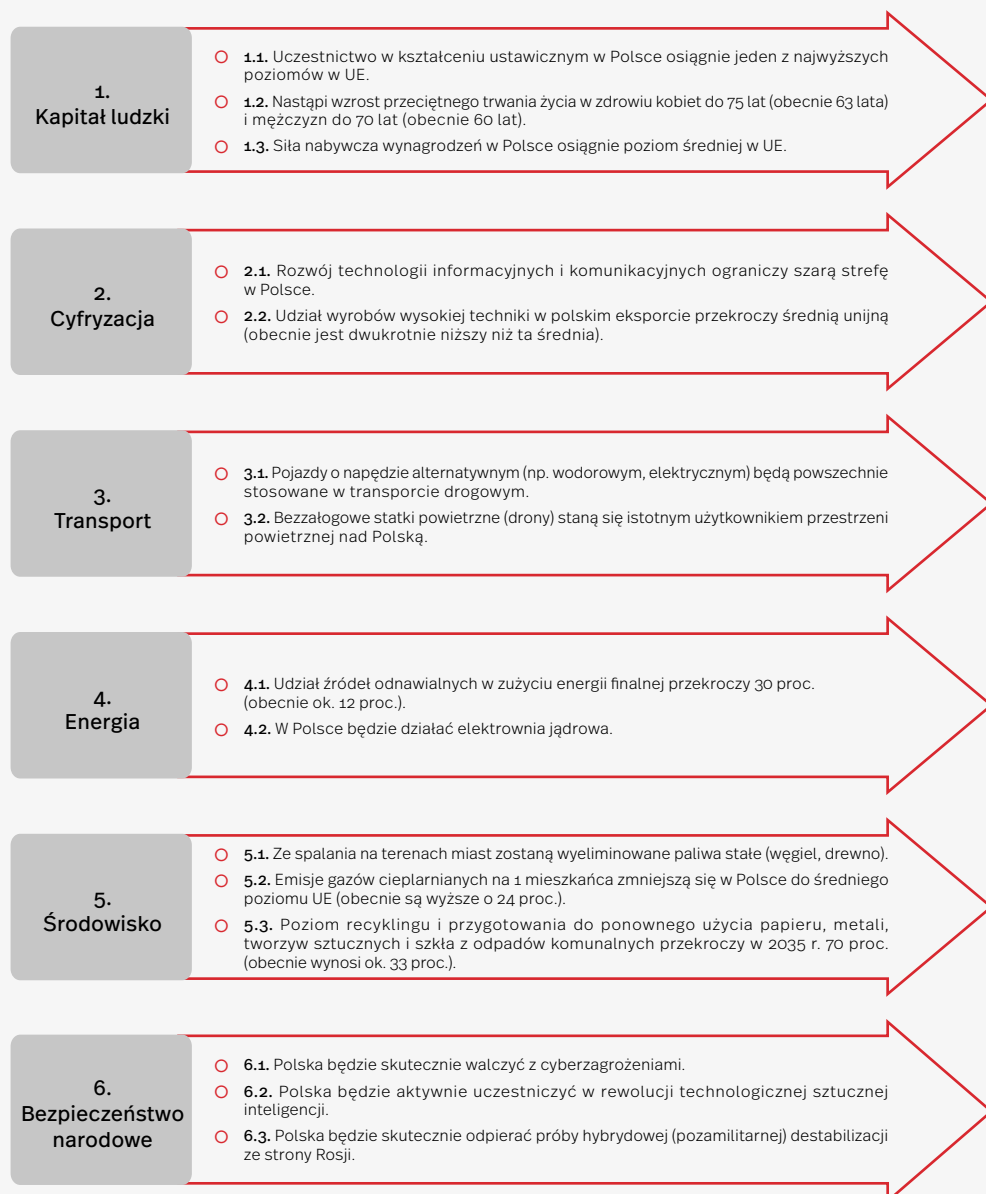 1.
Kapitał ludzki
1.1. Uczestnictwo w kształceniu ustawicznym w Polsce osiągnie jeden z najwyższych
poziomów w UE.
1.2. Nastąpi wzrost przeciętnego trwania życia w zdrowiu kobiet do 75 lat (obecnie 63 lata)
i mężczyzn do 70 lat (obecnie 60 lat).
1.3. Siła nabywcza wynagrodzeń w Polsce osiągnie poziom średniej w UE.
2.
Cyfryzacja
2.1. Rozwój technologii informacyjnych i komunikacyjnych ograniczy szarą strefę
w Polsce.
2.2. Udział wyrobów wysokiej techniki w polskim eksporcie przekroczy średnią unijną
(obecnie jest dwukrotnie niższy niż ta średnia).
3.
Transport
3.1. Pojazdy o napędzie alternatywnym (np. wodorowym, elektrycznym) będą powszechnie
stosowane w transporcie drogowym.
3.2. Bezzałogowe statki powietrzne (drony) staną się istotnym użytkownikiem przestrzeni
powietrznej nad Polską.
4.
Energia
4.1. Udział źródeł odnawialnych w zużyciu energii finalnej przekroczy 30 proc.
(obecnie ok. 12 proc.).
4.2. W Polsce będzie działać elektrownia jądrowa.
5.
Środowisko
5.1. Ze spalania na terenach miast zostaną wyeliminowane paliwa stałe (węgiel, drewno).
5.2. Emisje gazów cieplarnianych na 1 mieszkańca zmniejszą się w Polsce do średniego
poziomu UE (obecnie są wyższe o 24 proc.).
5.3. Poziom recyklingu i przygotowania do ponownego użycia papieru, metali,
tworzyw sztucznych i szkła z odpadów komunalnych przekroczy w 2035 r. 70 proc.
(obecnie wynosi ok. 33 proc.).
6.
Bezpieczeństwo
narodowe
6.1. Polska będzie skutecznie walczyć z cyberzagrożeniami.
6.2. Polska będzie aktywnie uczestniczyć w rewolucji technologicznej sztucznej
inteligencji.
6.3. Polska będzie skutecznie odpierać próby hybrydowej (pozamilitarnej) destabilizacji
ze strony Rosji.